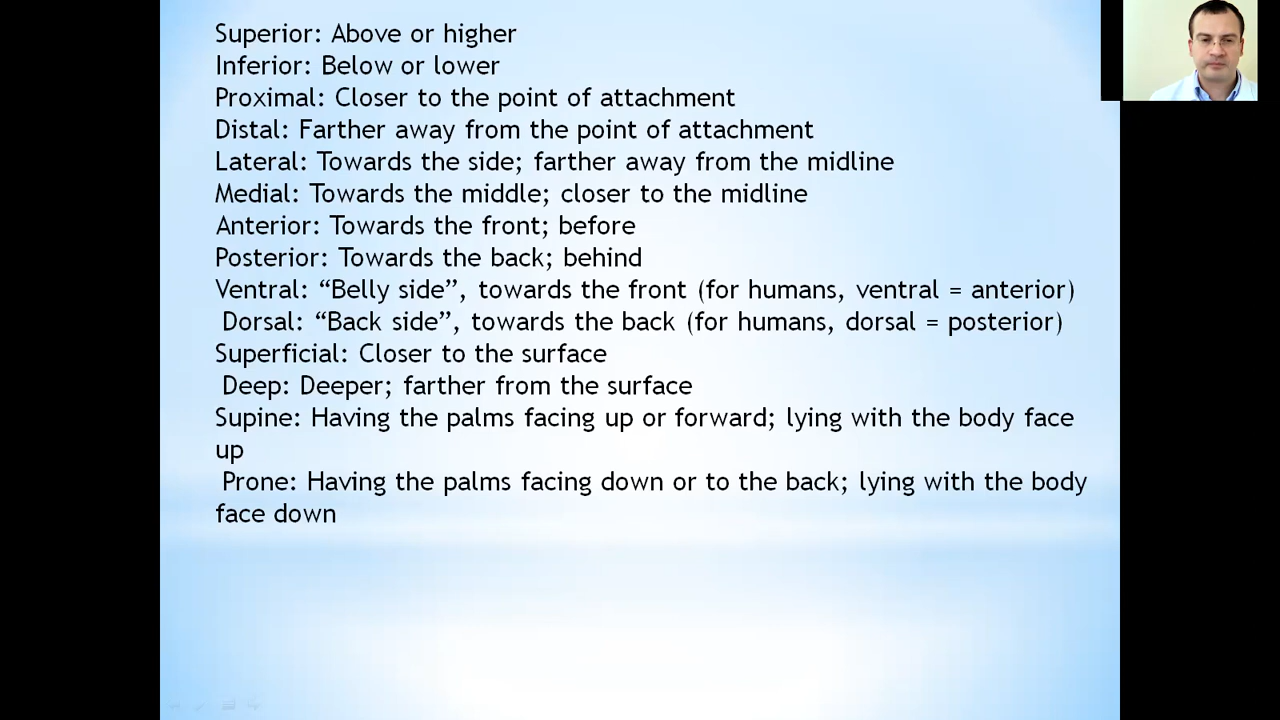 Superior: Above or higher
Inferior: Below or lower
Proximal: Closer to the point of attachment
Distal: Farther away from the point of attachment
Lateral: Towards the side; farther away from the midline
Medial: Towards the middle; closer to the midline
Anterior: Towards the front; before
Posterior: Towards the back; behind
Ventral: “Belly side”, towards the front (for humans, ventral = anterior)
Dorsal: “Back side”, towards the back (for humans, dorsal = posterior)
Superficial: Closer to the surface
Deep: Deeper; farther from the surface
Supine: Having the palms facing up or forward; lying with the body face
up
Prone: Having the palms facing down or to the back; lying with the body
face down